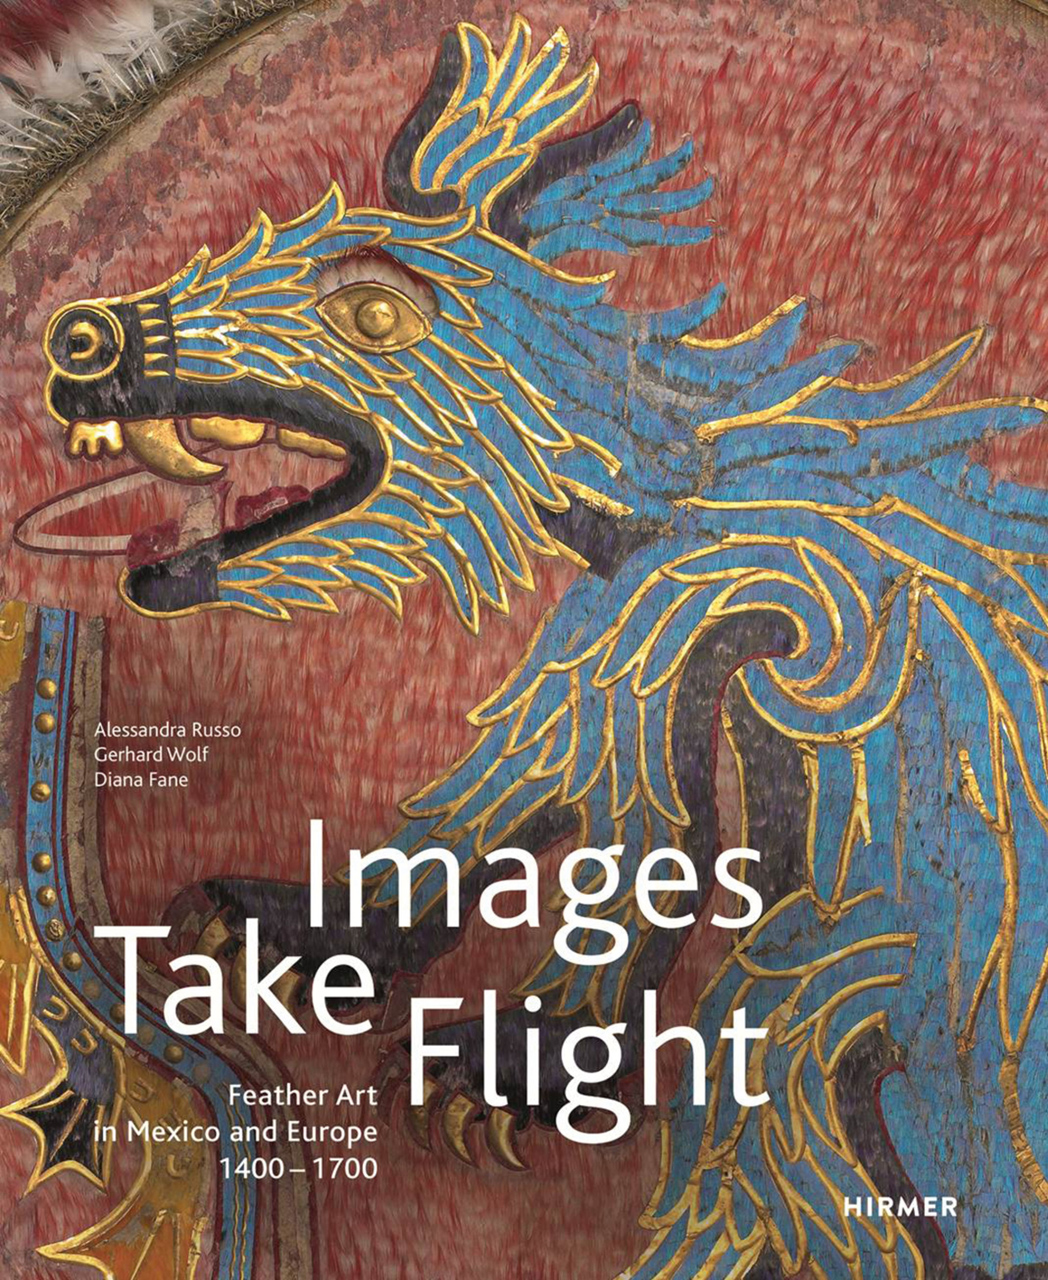 Alessandra Russo
Gerhard Wolf
Diana Fane
Images
Take
Flight
Feather Art
in Mexico and Europe
1400 – 1700
HIRMER